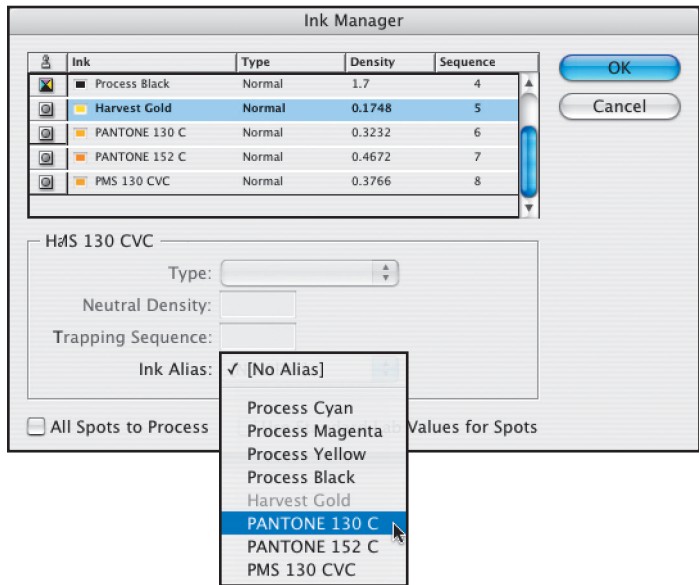 Ink Manager
Ink Type Density Sequence
Process Black Normal 1.7 4
Harvest Gold Normal 0.1748 5
PANTONE 130 C Normal 0.3232 6
PANTONE 152 C Normal 0.4672 7
PMS 130 CVC Normal 0.3766 8
OK
Cancel
130 CVC
Type:
Neutral Density:
Trapping Sequence:
Ink Alias: ✓ [No Alias]
Process Cyan
Process Magenta
Process Yellow
Process Black
Harvest Gold
PANTONE 130 C
PANTONE 152 C
PMS 130 CVC
All Spots to Process Values for Spots